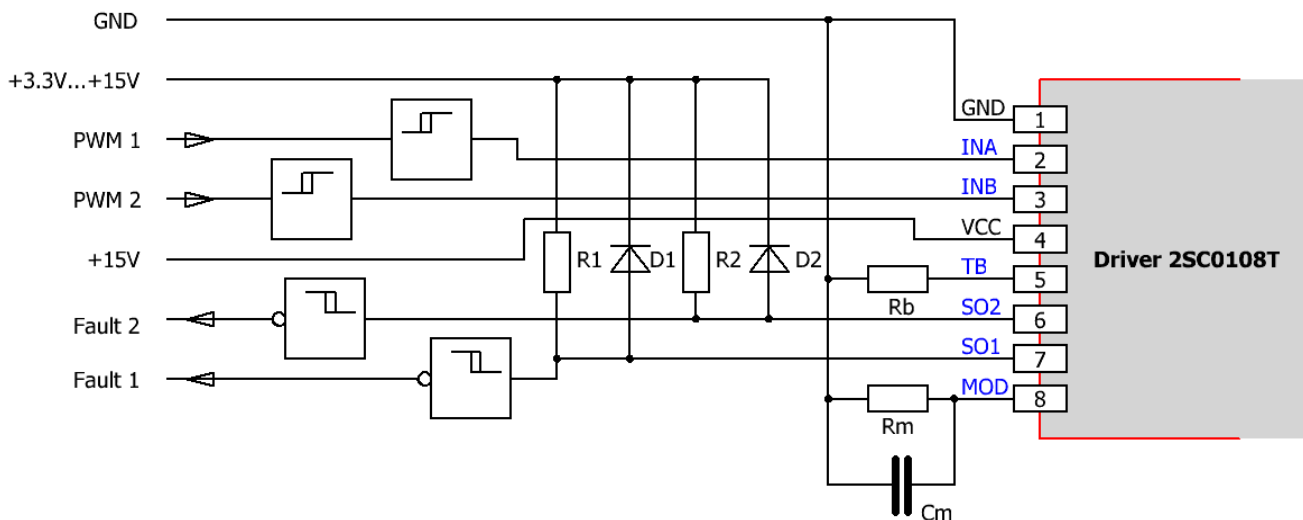 GND
+3.3V...+15V
PWM 1
PWM 2
+15V
Fault 2
Fault 1
R1
D1
R2
D2
Rb
Rm
Cm
GND
INA
INB
VCC
TB
SO2
SO1
MOD
1
2
3
4
5
6
7
8
Driver 2SC0108T